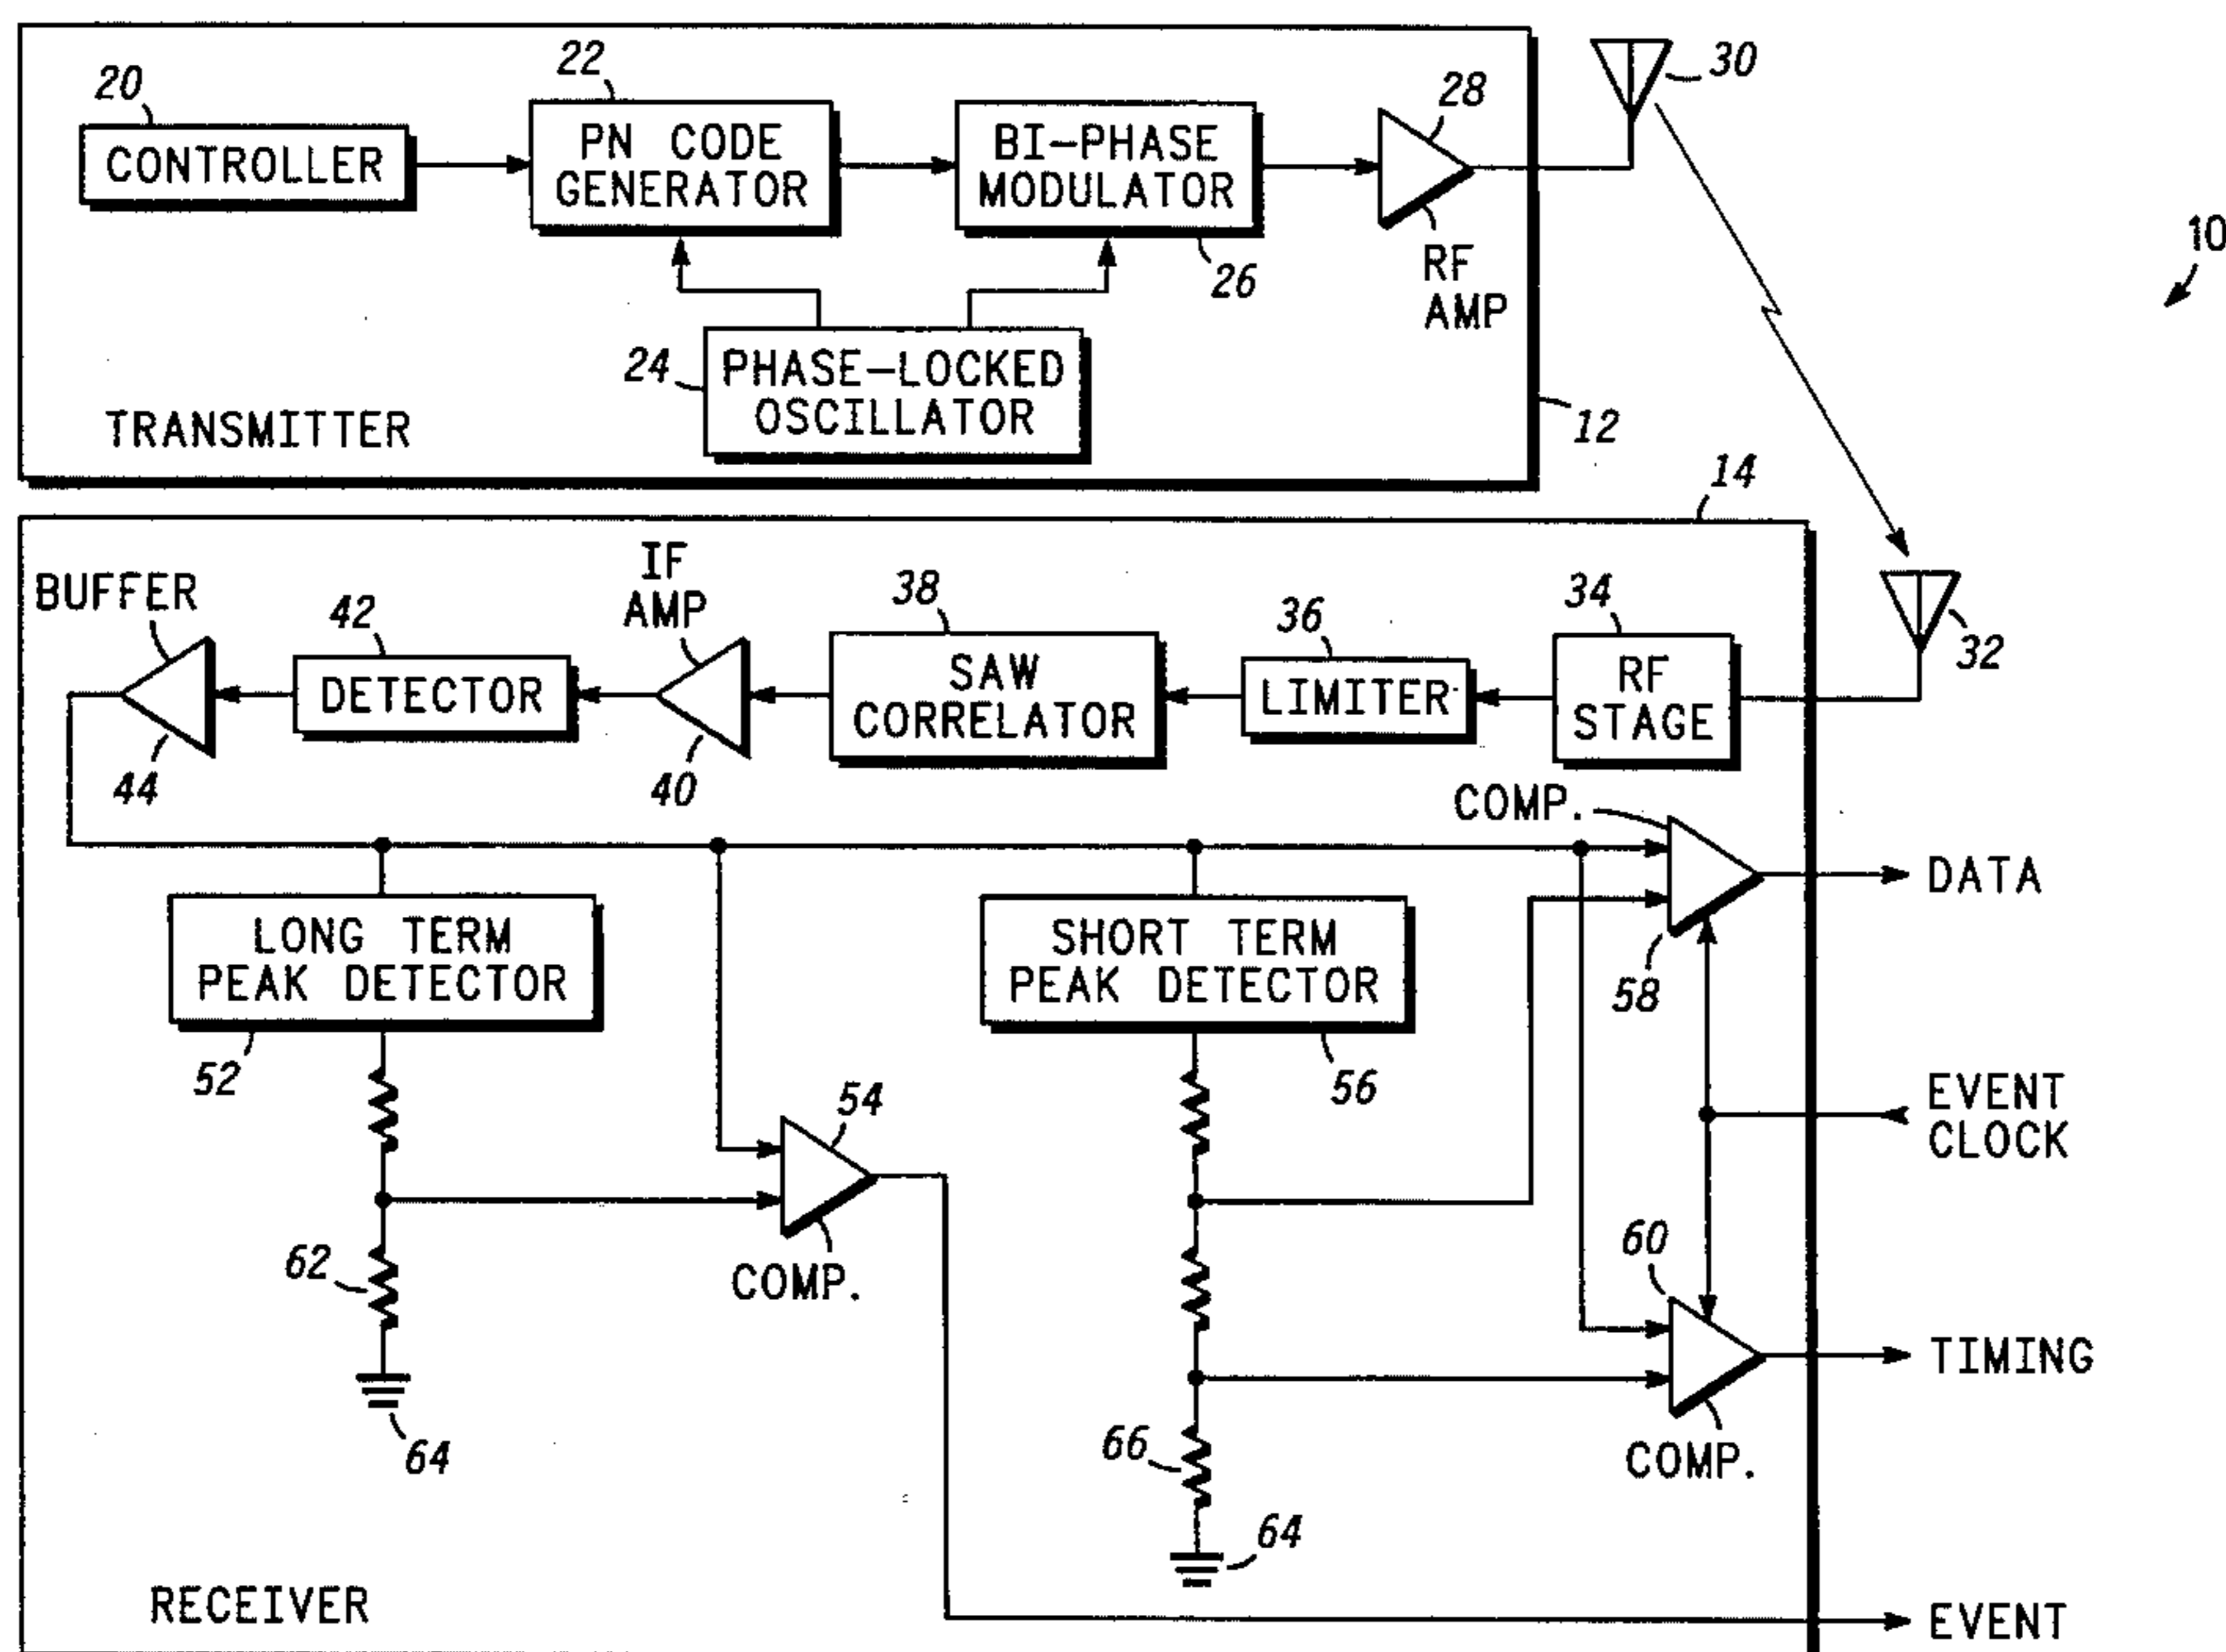 20
CONTROLLER
22
PN CODE
GENERATOR
BI-PHASE
MODULATOR
26
28
RF
AMP
30
10
24
PHASE-LOCKED
OSCILLATOR
TRANSMITTER
12
14
BUFFER
44
42
DETECTOR
IF
AMP
40
38
SAW
CORRELATOR
36
LIMITER
34
RF
STAGE
32
COMP.
58
DATA
LONG TERM
PEAK DETECTOR
52
SHORT TERM
PEAK DETECTOR
56
EVENT
CLOCK
54
COMP.
62
64
60
TIMING
COMP.
66
64
RECEIVER
EVENT